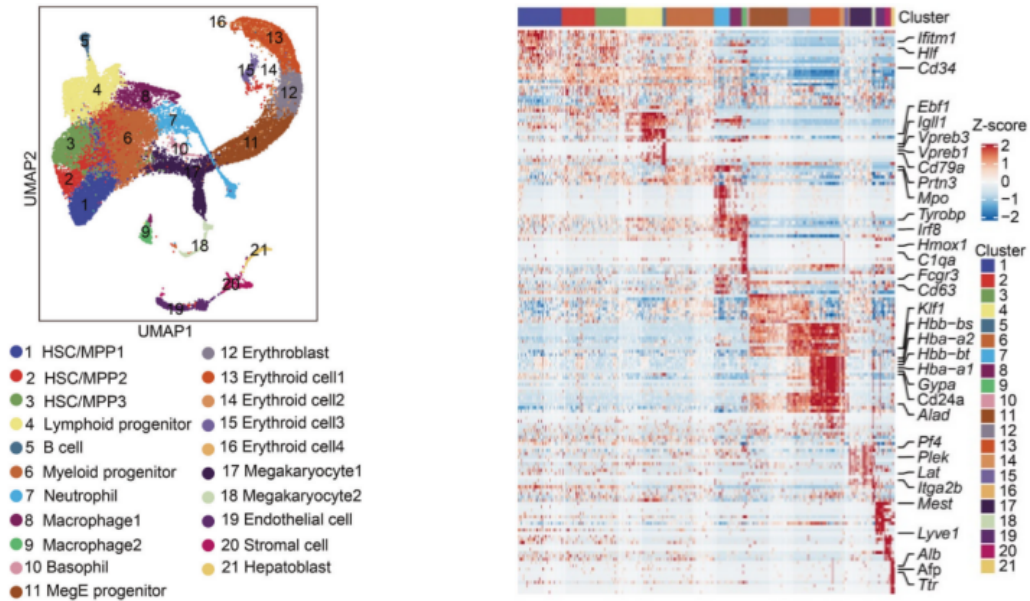 16
13
5
15
14
4
8
12
7
3
6
10
11
2
1
9
18
21
20
19
UMAP2
UMAP1
1 HSC/MPP1
2 HSC/MPP2
3 HSC/MPP3
4 Lymphoid progenitor
5 B cell
6 Myeloid progenitor
7 Neutrophil
8 Macrophage1
9 Macrophage2
10 Basophil
11 MegE progenitor
12 Erythroblast
13 Erythroid cell1
14 Erythroid cell2
15 Erythroid cell3
16 Erythroid cell4
17 Megakaryocyte1
18 Megakaryocyte2
19 Endothelial cell
20 Stromal cell
21 Hepatoblast
Cluster
Ifitm1
Hlf
Cd34
Ebf1
Igll1
Vpreb3
Vpreb1
Cd79a
Prtn3
Mpo
Tyrobp
Irf8
Hmox1
C1qa
Fcgr3
Cd63
Klf1
Hbb-bs
Hba-a2
Hbb-bt
Hba-a1
Gypa
Cd24a
Alad
Pf4
Plek
Lat
Itga2b
Mest
Lyve1
Alb
Afp
Ttr
Z-score
2
1
0
−1
−2
Cluster
1
2
3
4
5
6
7
8
9
10
11
12
13
14
15
16
17
18
19
20
21